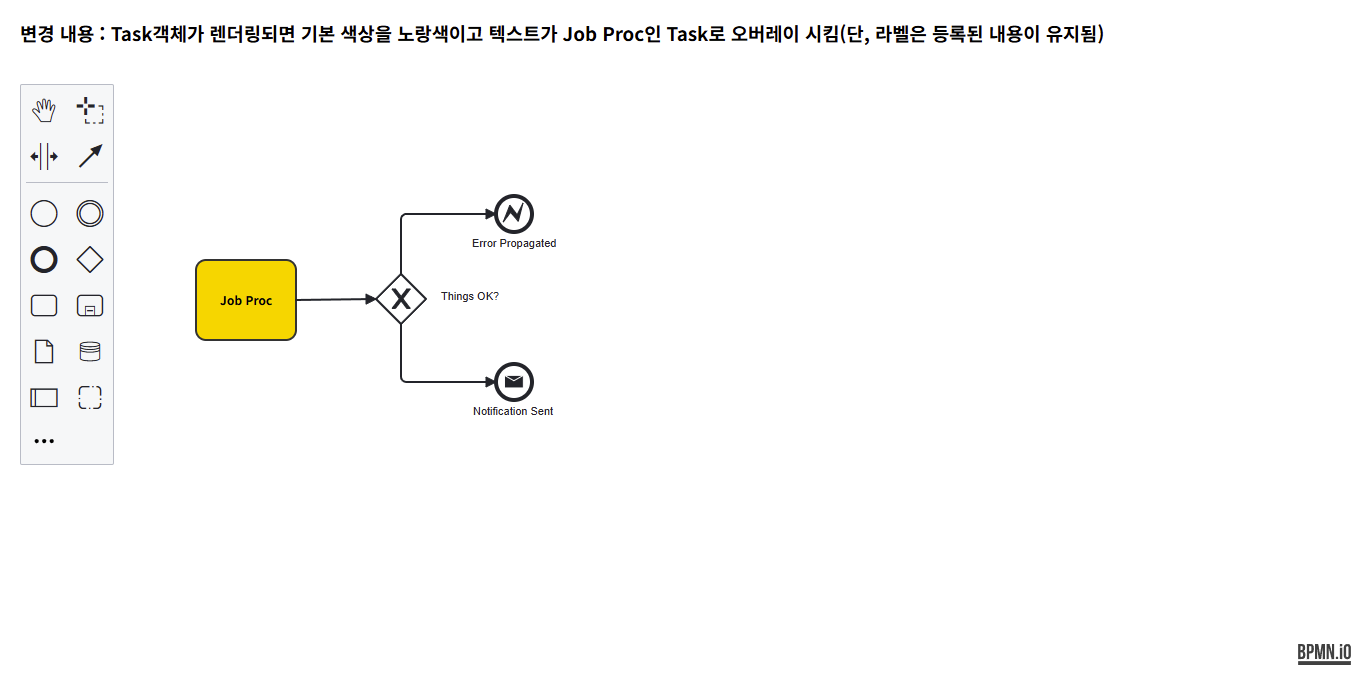 변경 내용 : Task객체가 렌더링되면 기본 색상을 노랑색이고 텍스트가 Job Proc인 Task로 오버레이 시킴(단, 라벨은 등록된 내용이 유지됨)
Error Propagated
Job Proc
Things OK?
Notification Sent
BPMN.iO